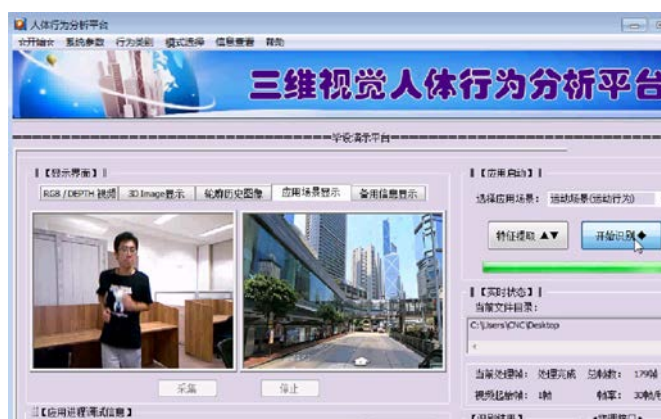 人体行为分析平台
☆开始☆ 系统参数 行为类别 模式选择 信息查看 帮助
三维视觉人体行为分析平台
毕设演示平台
【显示界面】
RGB / DEPTH 视频 3D Image显示 轮廓历史图像 应用场景显示 备用信息显示
采集 停止
【应用进程调试信息】
【应用启动】
选择应用场景: 运动场景(运动行为)
特征提取 ▲▼ 开始识别◆
【实时状态】
当前文件目录:
C:\Users\CNC\Desktop
当前处理帧: 处理完成 总帧数: 179帧
视频起始帧: 1帧 帧率: 30帧/
【识别结果】